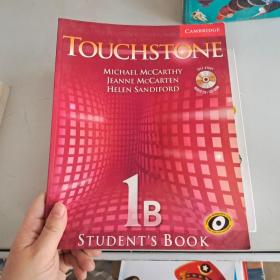 CAMBRIDGE
TOUCHSTONE
MICHAEL MCCARTHY
JEANNE MCCARTEN
HELEN SANDIFORD
1B
STUDENT'S BOOK